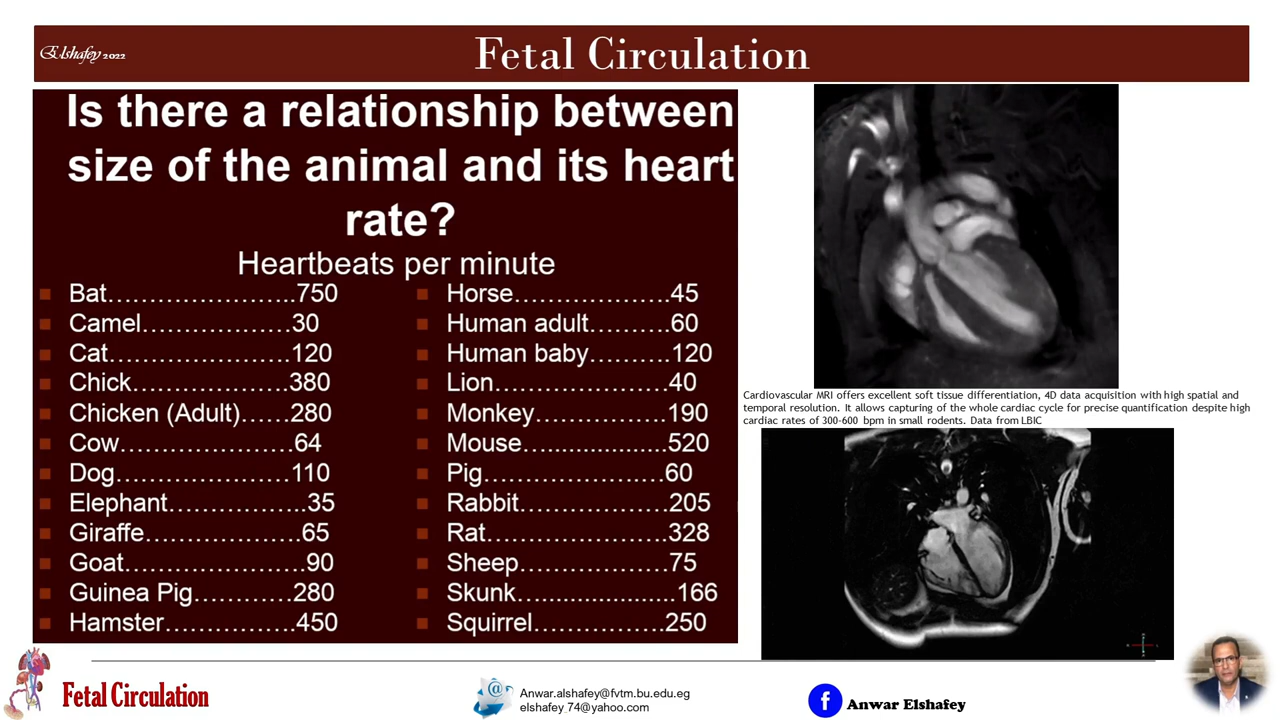 Elshafey 2022
Fetal Circulation
Is there a relationship between
size of the animal and its heart
rate?
Heartbeats per minute
Bat…………………..750
Camel………………30
Cat………………….120
Chick……………….380
Chicken (Adult)……280
Cow………………..64
Dog…………………110
Elephant…………..35
Giraffe………………..65
Goat………………….90
Guinea Pig…………280
Hamster…………….450
Horse……………….45
Human adult……….60
Human baby……….120
Lion…………………40
Monkey…………….190
Mouse…...................520
Pig……………….…60
Rabbit………………205
Rat…………………..328
Sheep………………75
Skunk…....................166
Squirrel…………….250
Cardiovascular MRI offers excellent soft tissue differentiation, 4D data acquisition with high spatial and
temporal resolution. It allows capturing of the whole cardiac cycle for precise quantification despite high
cardiac rates of 300-600 bpm in small rodents. Data from LBIC
Fetal Circulation
Anwar.alshafey@fvtm.bu.edu.eg
elshafey_74@yahoo.com
Anwar Elshafey